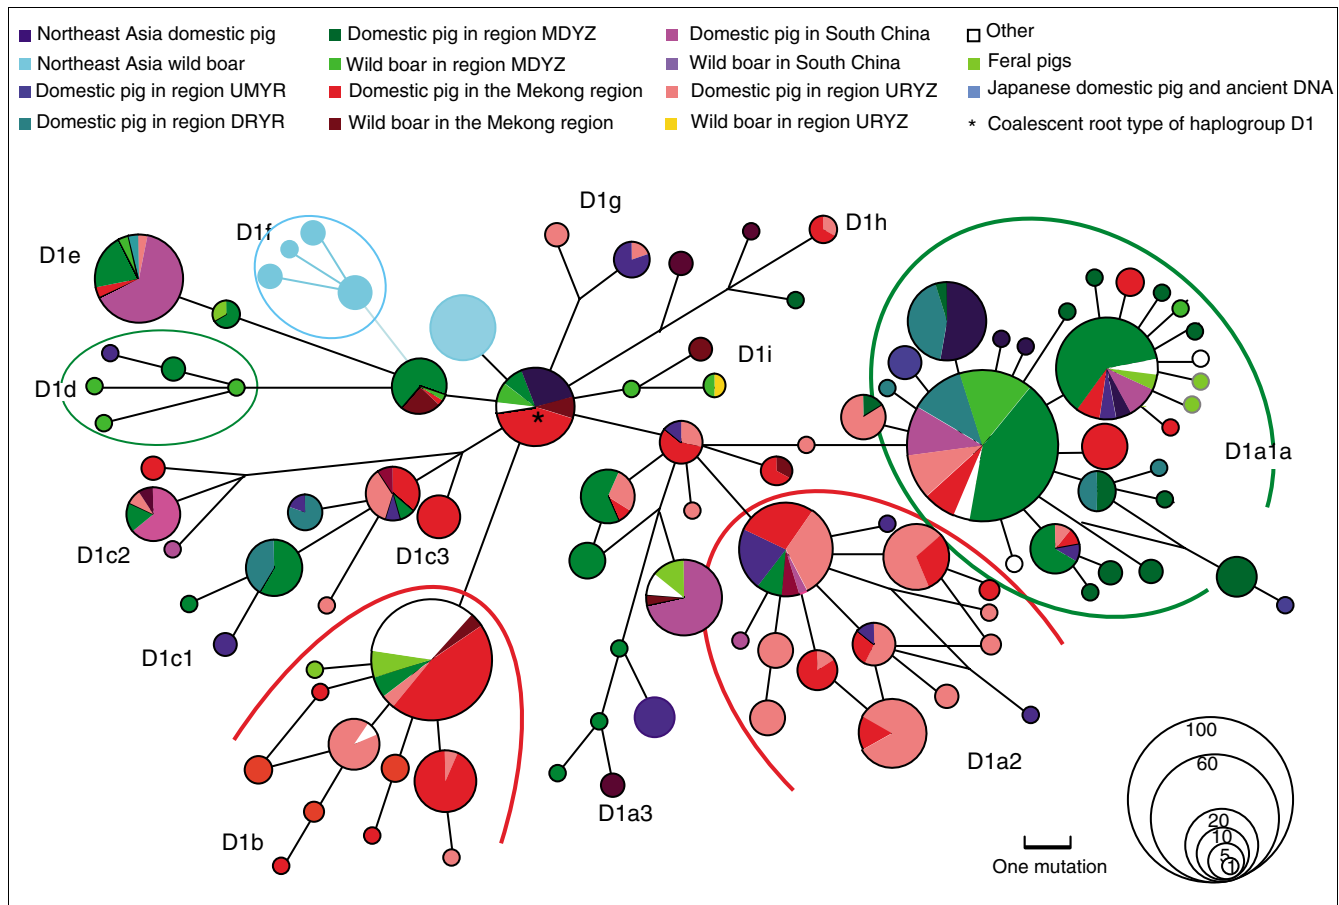 Northeast Asia domestic pig
Domestic pig in region MDYZ
Domestic pig in South China
Other
Northeast Asia wild boar
Wild boar in region MDYZ
Wild boar in South China
Feral pigs
Domestic pig in region UMYR
Domestic pig in the Mekong region
Domestic pig in region URYZ
Japanese domestic pig and ancient DNA
Domestic pig in region DRYR
Wild boar in the Mekong region
Wild boar in region URYZ
* Coalescent root type of haplogroup D1
D1g
D1h
D1f
D1e
D1i
D1d
*
D1a1a
D1c2
D1c3
D1c1
D1a2
D1a3
D1b
One mutation
100
60
20
10
5
1